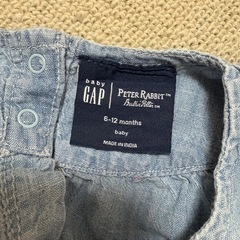 baby
GAP
PETER RABBIT™
Beatrix Potter™
6-12 months
baby
MADE IN INDIA